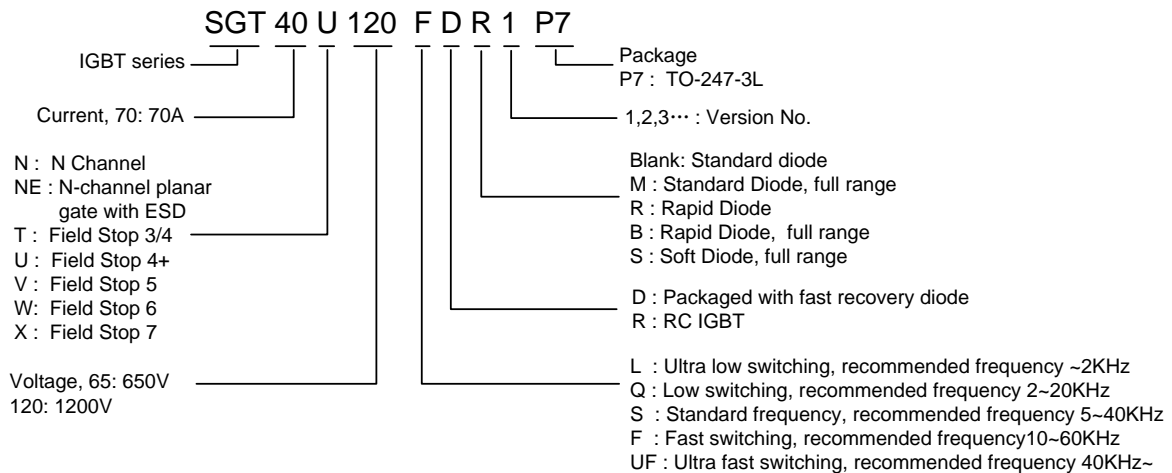 SGT 40 U 120 F D R 1 P7
IGBT series
Current, 70: 70A
N : N Channel
NE : N-channel planar
gate with ESD
T : Field Stop 3/4
U : Field Stop 4+
V : Field Stop 5
W: Field Stop 6
X : Field Stop 7
Voltage, 65: 650V
120: 1200V
Package
P7 : TO-247-3L
1,2,3··· : Version No.
Blank: Standard diode
M : Standard Diode, full range
R : Rapid Diode
B : Rapid Diode, full range
S : Soft Diode, full range
D : Packaged with fast recovery diode
R : RC IGBT
L : Ultra low switching, recommended frequency ~2KHz
Q : Low switching, recommended frequency 2~20KHz
S : Standard frequency, recommended frequency 5~40KHz
F : Fast switching, recommended frequency10~60KHz
UF : Ultra fast switching, recommended frequency 40KHz~